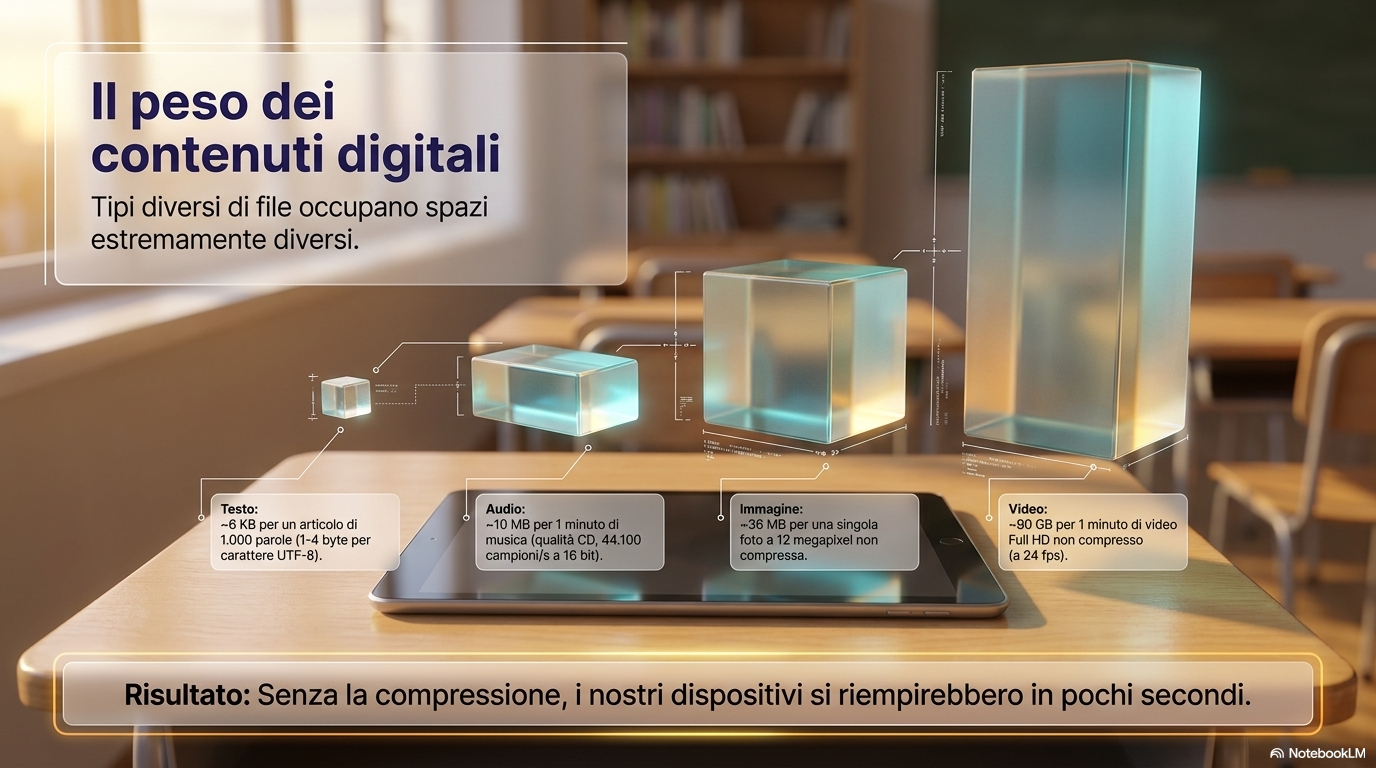 Il peso dei
contenuti digitali
Tipi diversi di file occupano spazi
estremamente diversi.
Testo:
~6 KB per un articolo di
1.000 parole (1-4 byte per
carattere UTF-8).
Audio:
~10 MB per 1 minuto di
musica (qualità CD, 44.100
campioni/s a 16 bit).
Immagine:
~36 MB per una singola
foto a 12 megapixel non
compressa.
Video:
~90 GB per 1 minuto di video
Full HD non compresso
(a 24 fps).
Risultato: Senza la compressione, i nostri dispositivi si riempirebbero in pochi secondi.
NotebookLM